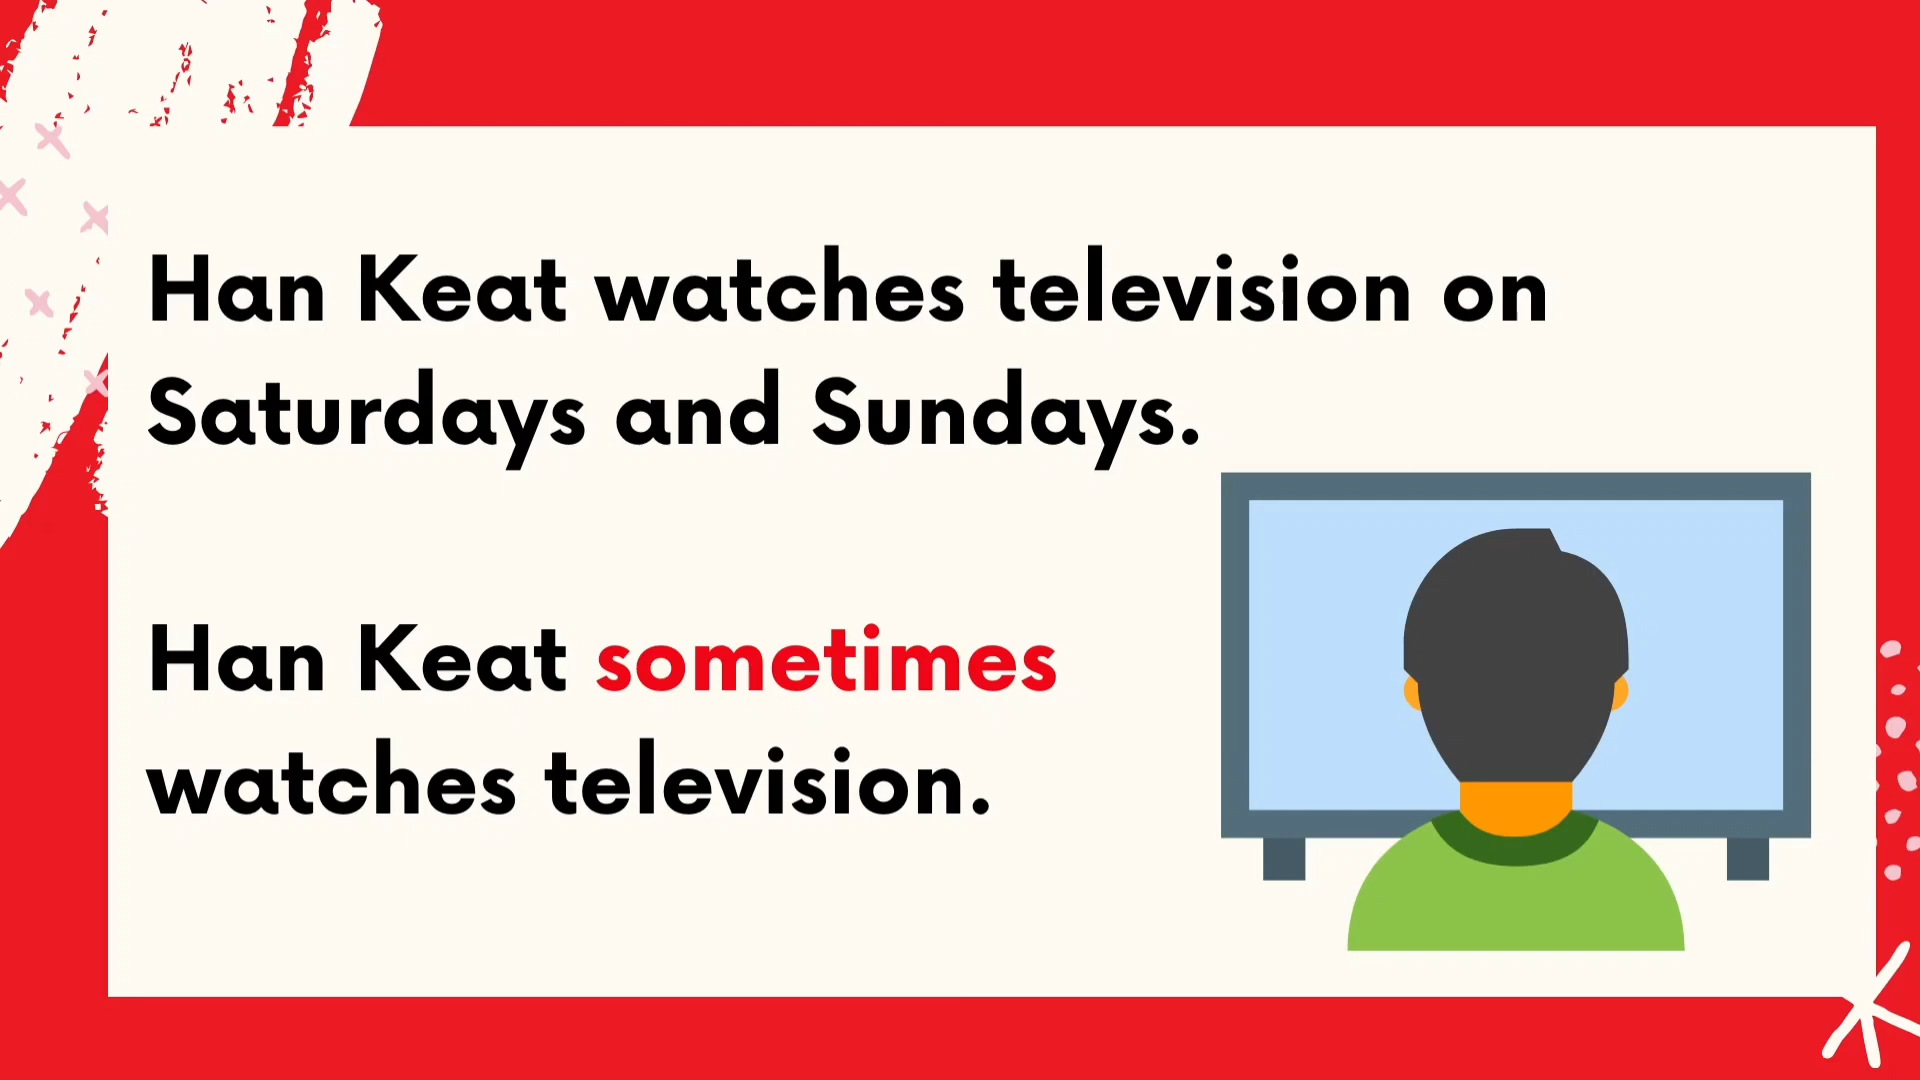 Han Keat watches television on
Saturdays and Sundays.
Han Keat sometimes
watches television.